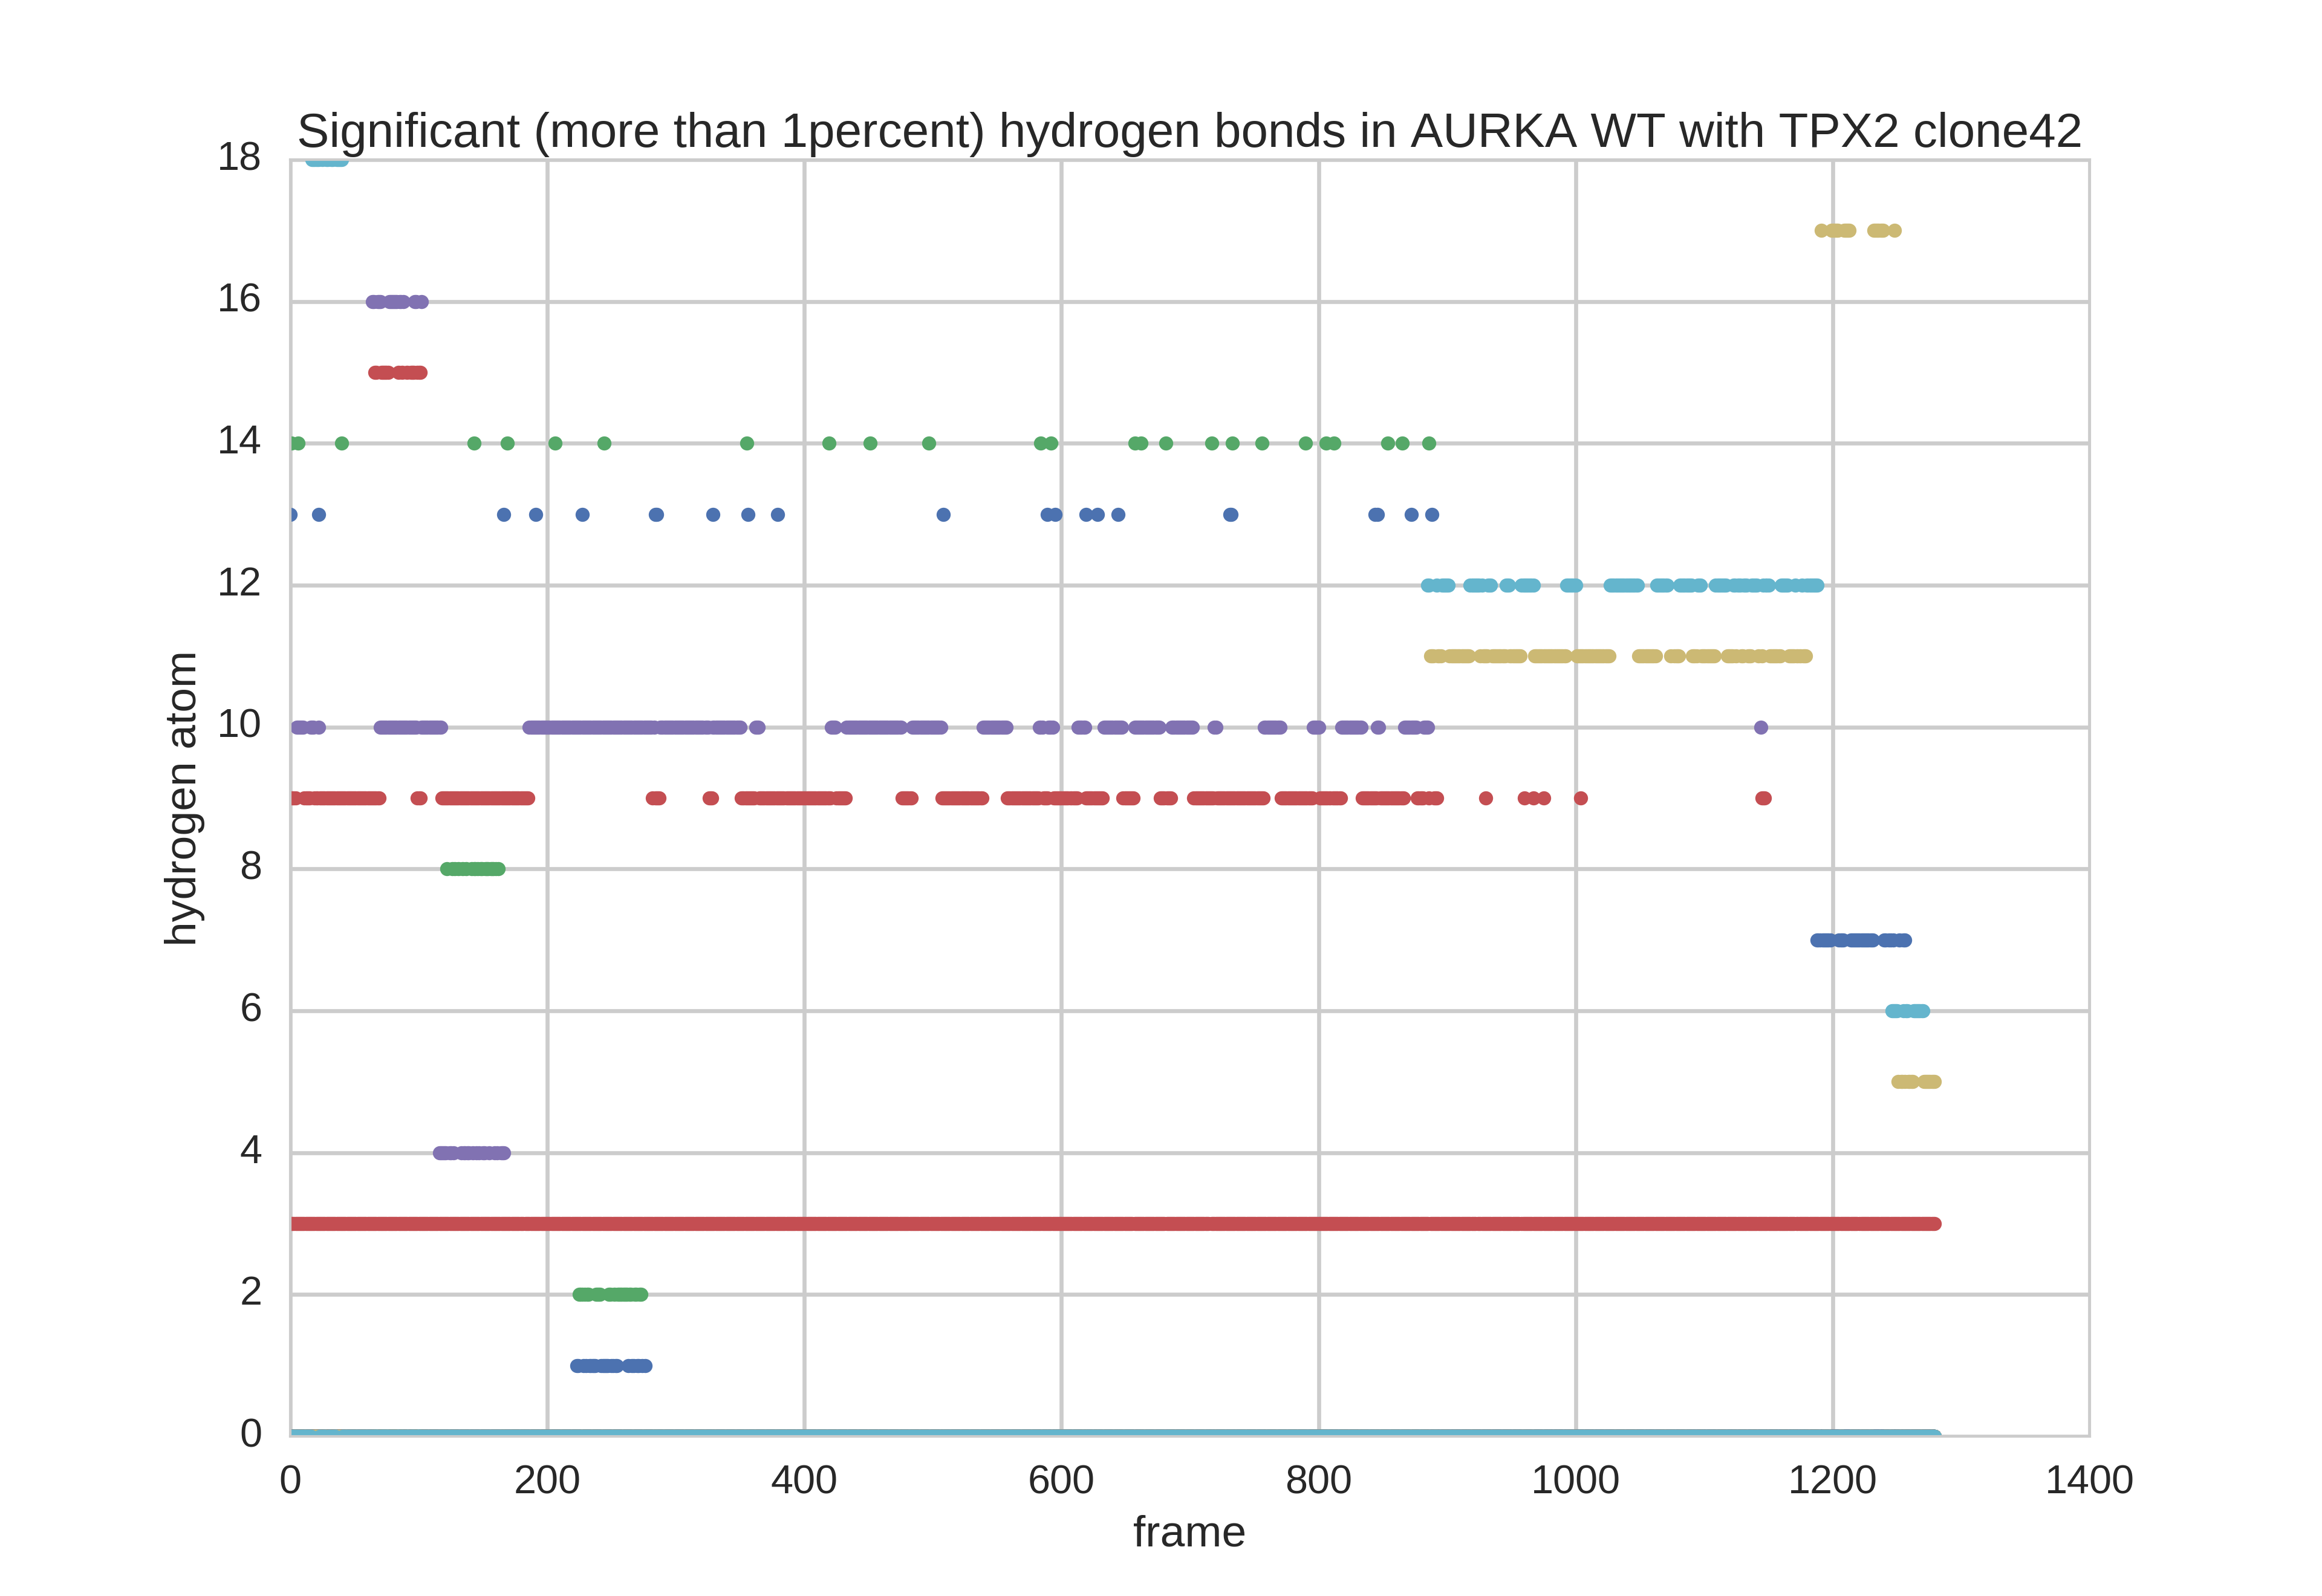 Significant (more than 1percent) hydrogen bonds in AURKA WT with TPX2 clone42
18
16
14
12
10
8
6
4
2
0
hydrogen atom
0 200 400 600 800 1000 1200 1400
frame